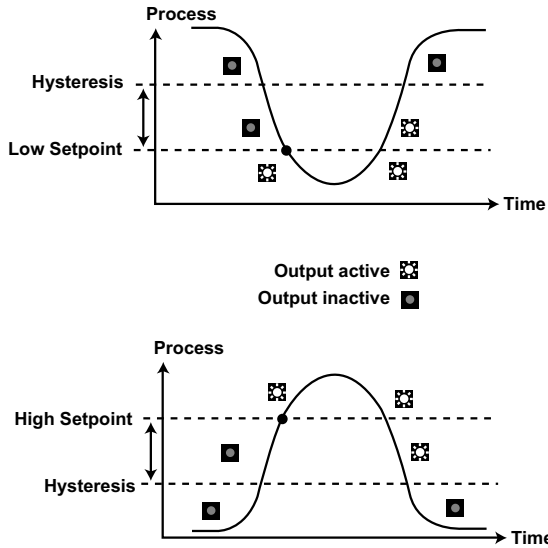 Process
Hysteresis
Low Setpoint
Time
Output active
Output inactive
Process
High Setpoint
Hysteresis
Time